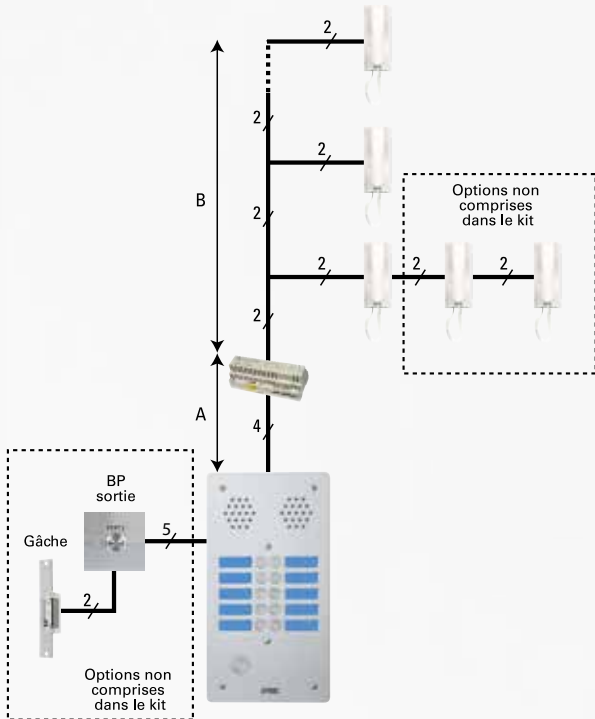 2
2
2
B
2
2
2
2
2
Options non
comprises
dans le kit
A
4
BP
sortie
Gâche
5
2
Options non
comprises
dans le kit